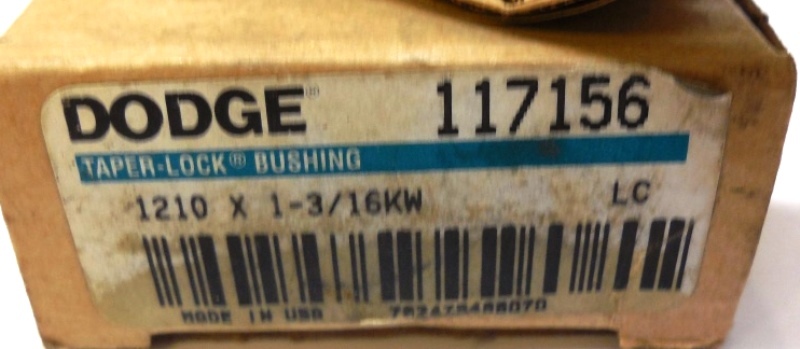 DODGE® 117156
TAPER-LOCK® BUSHING
1210 X 1-3/16KW LC
MADE IN USA